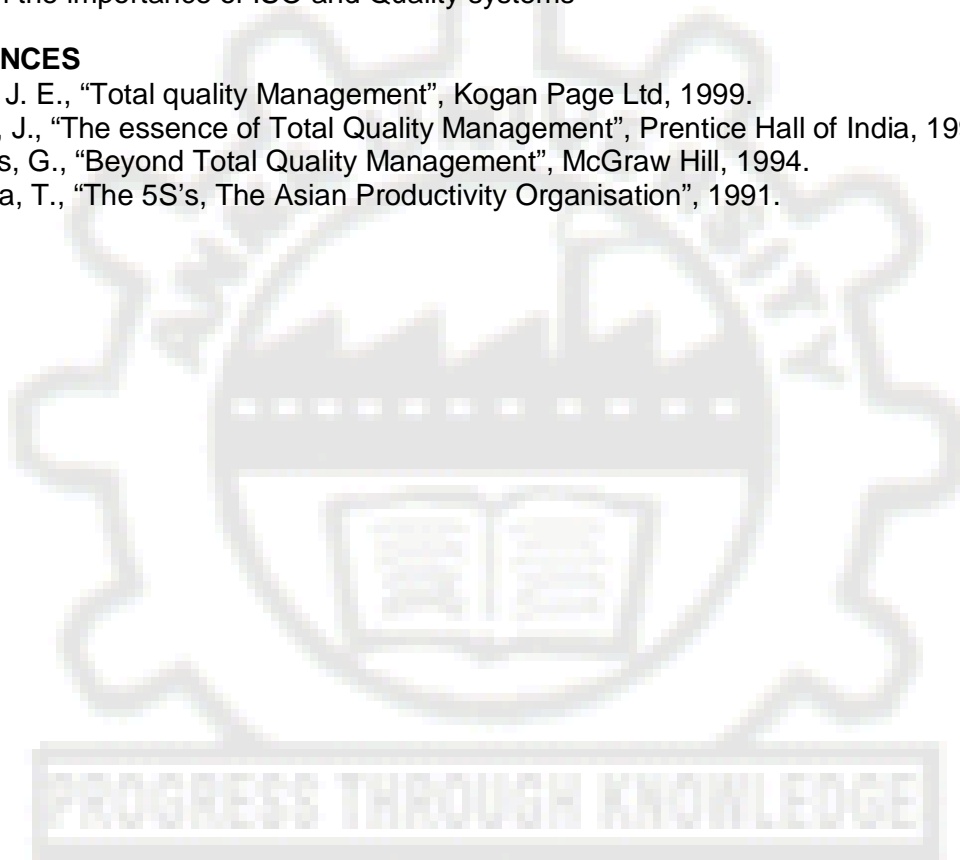 the importance of ISO and Quality systems
NCES
J. E., “Total quality Management”, Kogan Page Ltd, 1999.
, J., “The essence of Total Quality Management”, Prentice Hall of India, 19
s, G., “Beyond Total Quality Management”, McGraw Hill, 1994.
a, T., “The 5S’s, The Asian Productivity Organisation”, 1991.
PROGRESS THROUGH KNOWLEDGE